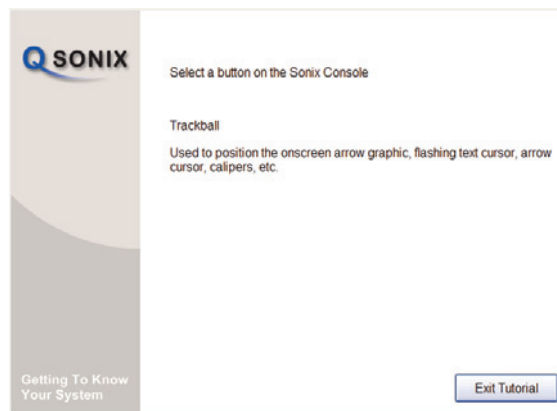 Q SONIX
Select a button on the Sonix Console
Trackball
Used to position the onscreen arrow graphic, flashing text cursor, arrow
cursor, calipers, etc.
Getting To Know
Your System
Exit Tutorial